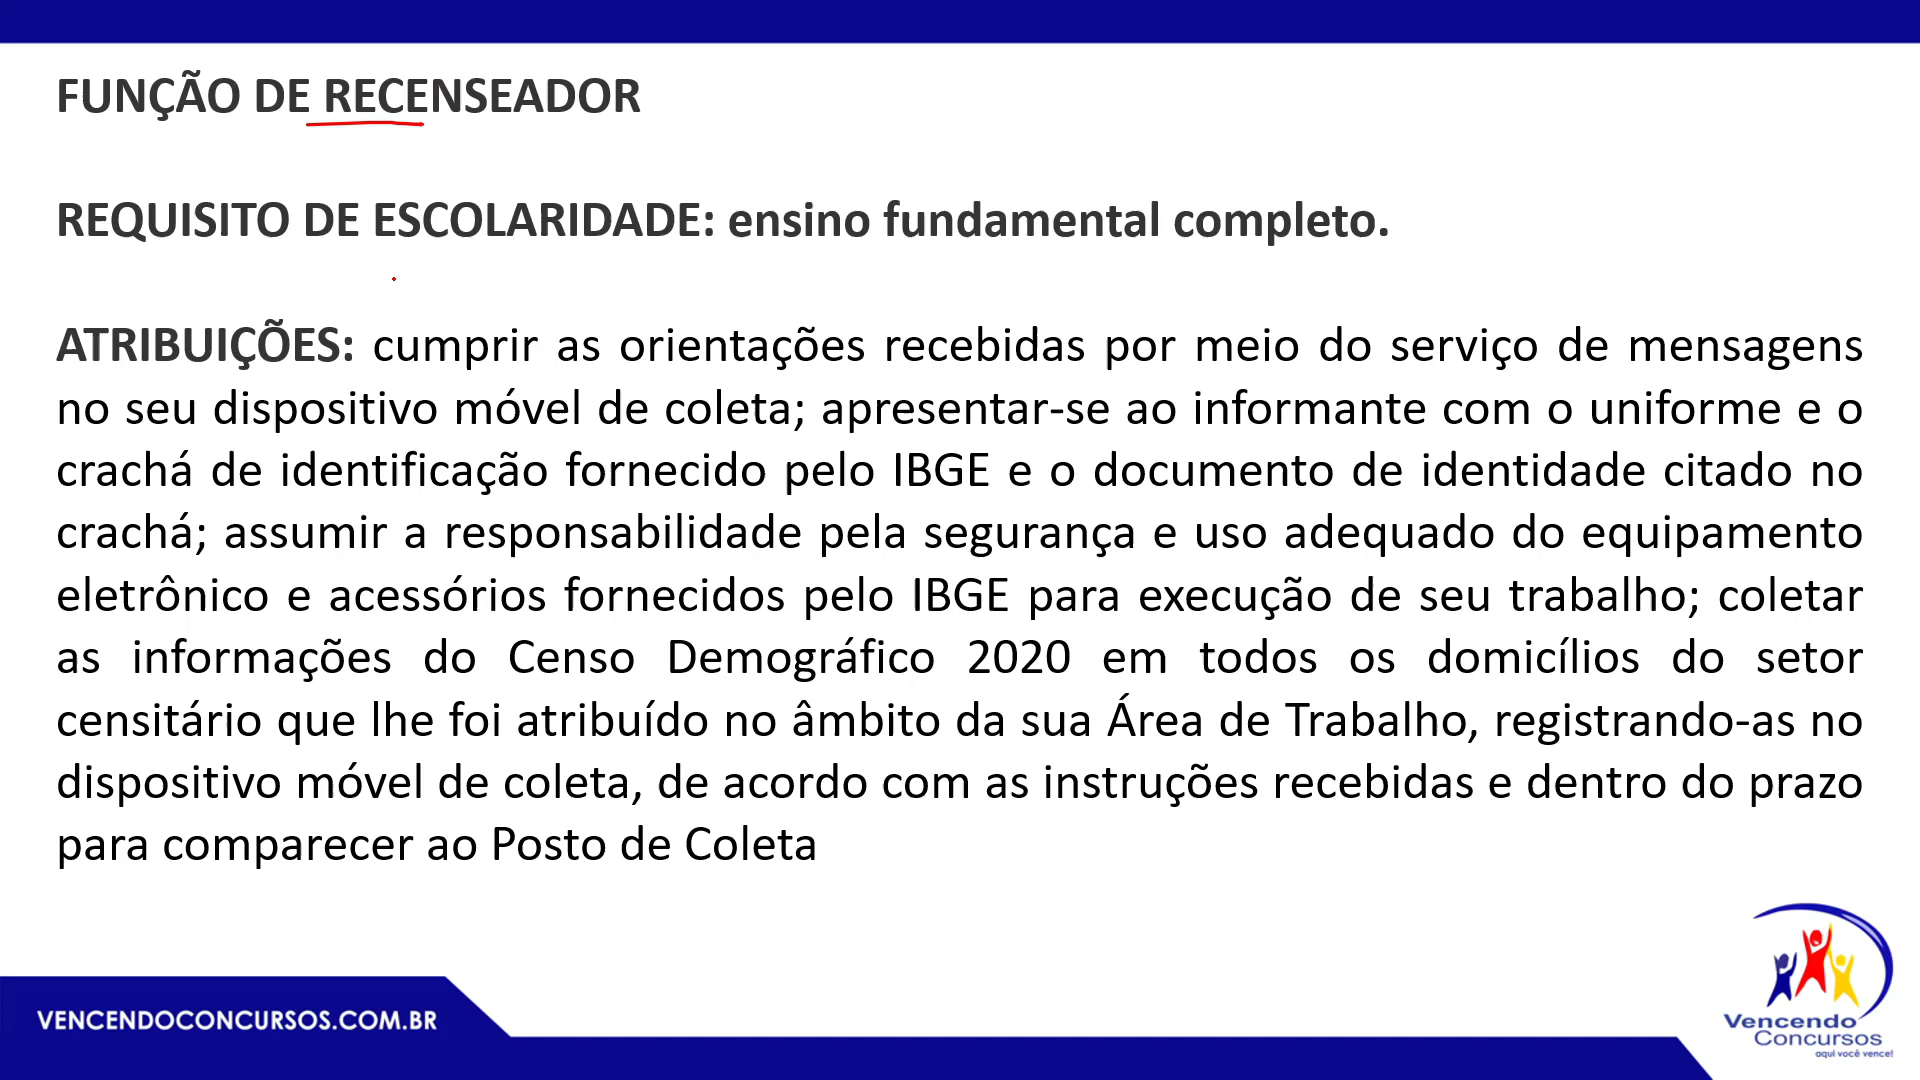 FUNÇÃO DE RECENSEADOR
REQUISITO DE ESCOLARIDADE: ensino fundamental completo.
ATRIBUIÇÕES: cumprir as orientações recebidas por meio do serviço de mensagens
no seu dispositivo móvel de coleta; apresentar-se ao informante com o uniforme e o
crachá de identificação fornecido pelo IBGE e o documento de identidade citado no
crachá; assumir a responsabilidade pela segurança e uso adequado do equipamento
eletrônico e acessórios fornecidos pelo IBGE para execução de seu trabalho; coletar
as informações do Censo Demográfico 2020 em todos os domicílios do setor
censitário que lhe foi atribuído no âmbito da sua Área de Trabalho, registrando-as no
dispositivo móvel de coleta, de acordo com as instruções recebidas e dentro do prazo
para comparecer ao Posto de Coleta
VENCENDOCONCURSOS.COM.BR
Vencendo
Concursos
aqui você vence!